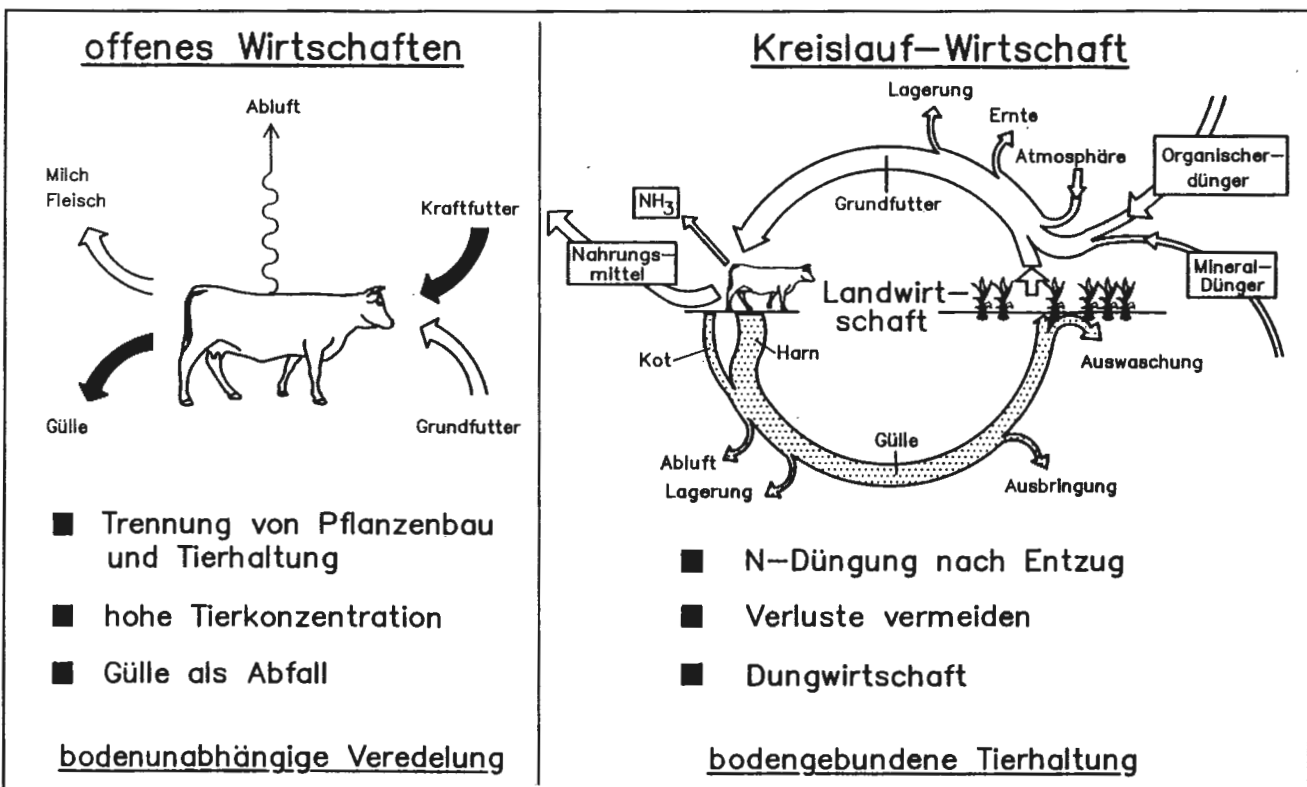 offenes Wirtschaften
Abluft
Milch
Fleisch
Kraftfutter
Gülle
Grundfutter
■ Trennung von Pflanzenbau
und Tierhaltung
■ hohe Tierkonzentration
■ Gülle als Abfall
bodenunabhängige Veredelung
Kreislauf-Wirtschaft
Lagerung
Ernte
Atmosphäre
Organischer-
dünger
NH3
Grundfutter
Nahrungs-
mittel
Mineral-
Dünger
Landwirt-
schaft
Kot
Harn
Auswaschung
Gülle
Abluft
Lagerung
Ausbringung
■ N-Düngung nach Entzug
■ Verluste vermeiden
■ Dungwirtschaft
bodengebundene Tierhaltung